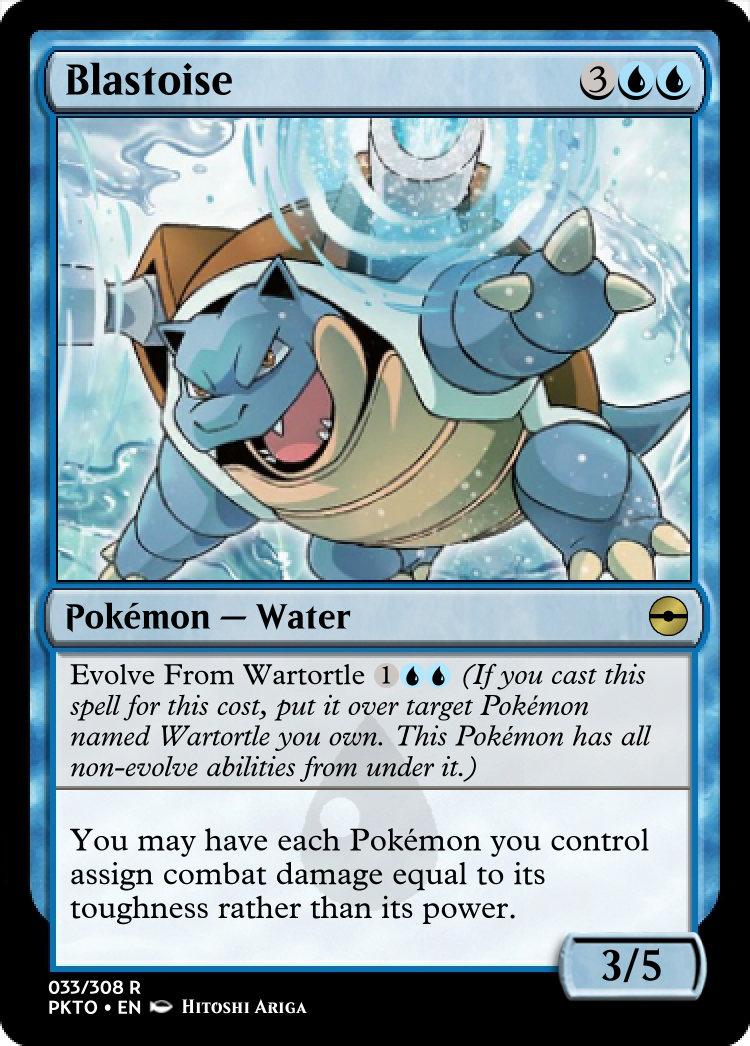 Blastoise 3
Pokémon — Water
Evolve From Wartortle 1 (If you cast this
spell for this cost, put it over target Pokémon
named Wartortle you own. This Pokémon has all
non-evolve abilities from under it.)
You may have each Pokémon you control
assign combat damage equal to its
toughness rather than its power.
3/5
033/308 R
PKTO • EN Hitoshi Ariga